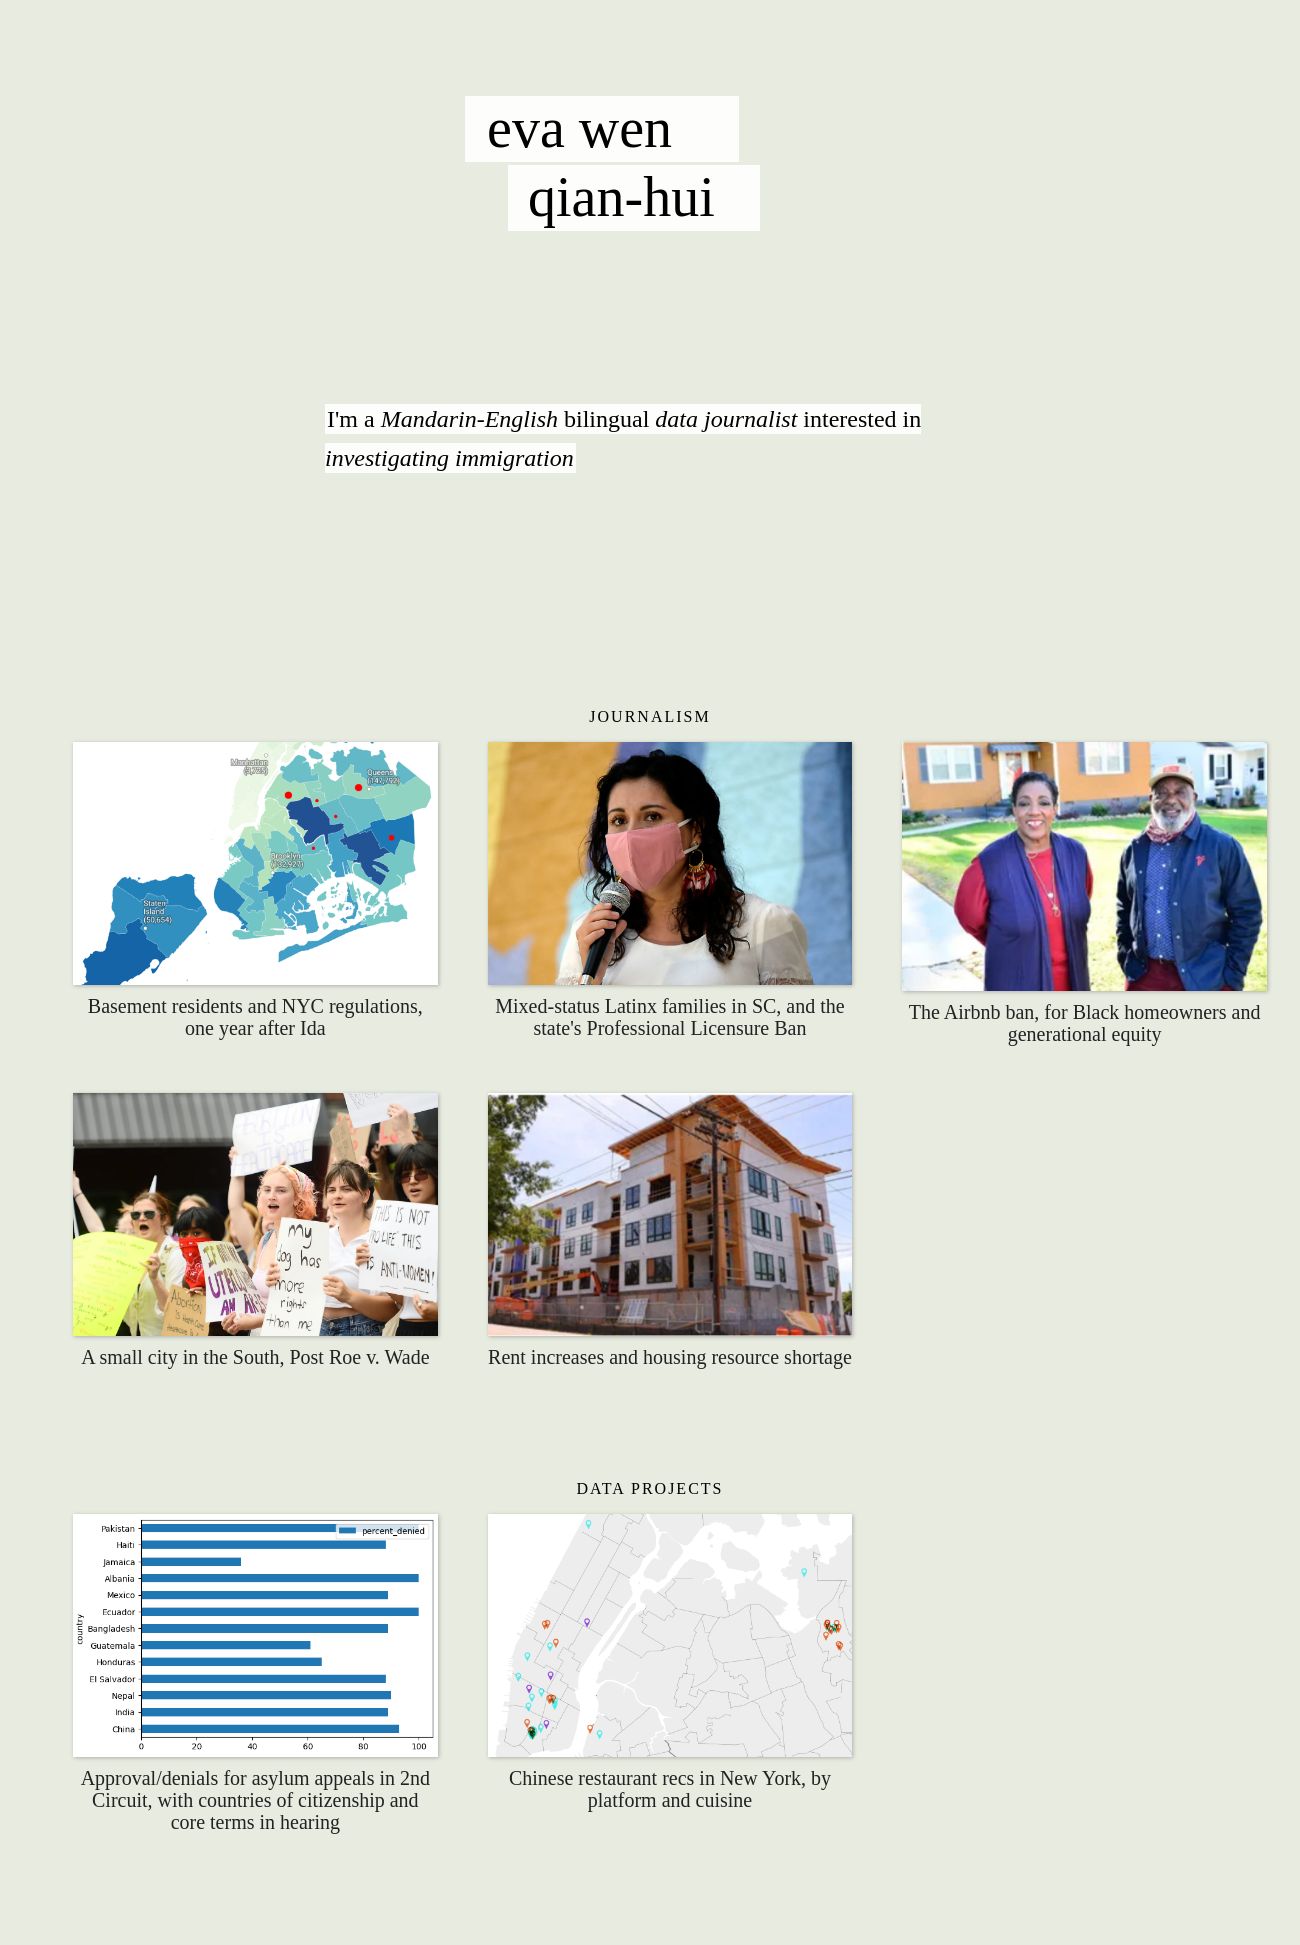 eva wen
qian-hui
I'm a Mandarin-English bilingual data journalist interested in
investigating immigration
JOURNALISM
Manhattan
Queens
(147,792)
Brooklyn
Staten
Island
(50,654)
Basement residents and NYC regulations,
one year after Ida
Mixed-status Latinx families in SC, and the
state's Professional Licensure Ban
The Airbnb ban, for Black homeowners and
generational equity
my
dog has
more
rights
than me
THIS IS NOT
THIS
IS ANTI-WOMEN!
Abortion
A small city in the South, Post Roe v. Wade
Rent increases and housing resource shortage
DATA PROJECTS
percent_denied
country
Pakistan
Haiti
Jamaica
Albania
Mexico
Ecuador
Bangladesh
Guatemala
Honduras
El Salvador
Nepal
India
China
0 20 40 60 80 100
Approval/denials for asylum appeals in 2nd
Circuit, with countries of citizenship and
core terms in hearing
Chinese restaurant recs in New York, by
platform and cuisine